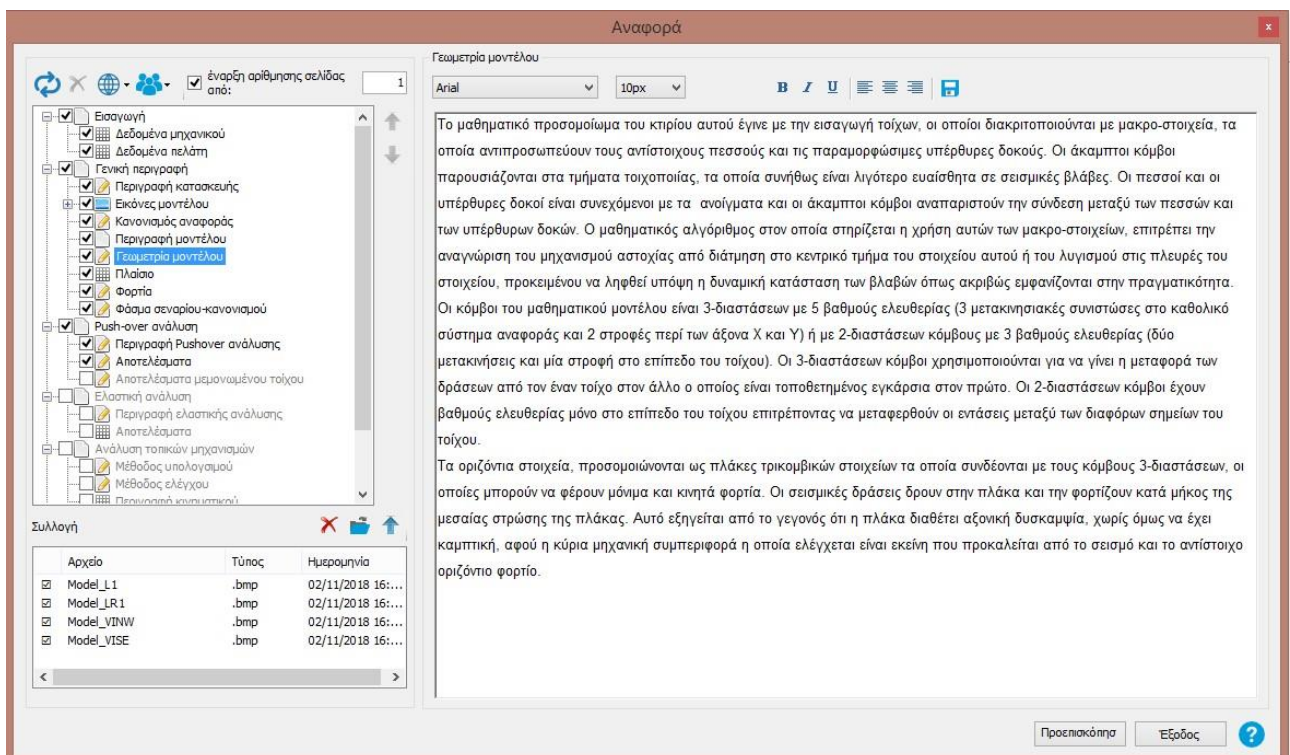 Αναφορά
x
έναρξη αρίθμησης σελίδας
από:
1
Εισαγωγή
Δεδομένα μηχανικού
Δεδομένα πελάτη
Γενική περιγραφή
Περιγραφή κατασκευής
Εικόνες μοντέλου
Κανονισμός αναφοράς
Περιγραφή μοντέλου
Γεωμετρία μοντέλου
Πλαίσιο
Φορτία
Φάσμα σεναρίου-κανονισμού
Push-over ανάλυση
Περιγραφή Pushover ανάλυσης
Αποτελέσματα
Αποτελέσματα μεμονωμένου τοίχου
Ελαστική ανάλυση
Περιγραφή ελαστικής ανάλυσης
Αποτελέσματα
Ανάλυση τοπικών μηχανισμών
Μέθοδος υπολογσιμού
Μέθοδος ελέγχου
Περιγραφή κινηματικού
Συλλογή
Αρχείο Τύπος Ημερομηνία
Model_L1 .bmp 02/11/2018 16:...
Model_LR1 .bmp 02/11/2018 16:...
Model_VINW .bmp 02/11/2018 16:...
Model_VISE .bmp 02/11/2018 16:...
Γεωμετρία μοντέλου
Arial 10px B I U
Το μαθηματικό προσομοίωμα του κτιρίου αυτού έγινε με την εισαγωγή τοίχων, οι οποίοι διακριτοποιούνται με μακρο-στοιχεία, τα
οποία αντιπροσωπεύουν τους αντίστοιχους πεσσούς και τις παραμορφώσιμες υπέρθυρες δοκούς. Οι άκαμπτοι κόμβοι
παρουσιάζονται στα τμήματα τοιχοποιίας, τα οποία συνήθως είναι λιγότερο ευαίσθητα σε σεισμικές βλάβες. Οι πεσσοί και οι
υπέρθυρες δοκοί είναι συνεχόμενοι με τα ανοίγματα και οι άκαμπτοι κόμβοι αναπαριστούν την σύνδεση μεταξύ των πεσσών και
των υπέρθυρων δοκών. Ο μαθηματικός αλγόριθμος στον οποία στηρίζεται η χρήση αυτών των μακρο-στοιχείων, επιτρέπει την
αναγνώριση του μηχανισμού αστοχίας από διάτμηση στο κεντρικό τμήμα του στοιχείου αυτού ή του λυγισμού στις πλευρές του
στοιχείου, προκειμένου να ληφθεί υπόψη η δυναμική κατάσταση των βλαβών όπως ακριβώς εμφανίζονται στην πραγματικότητα.
Οι κόμβοι του μαθηματικού μοντέλου είναι 3-διαστάσεων με 5 βαθμούς ελευθερίας (3 μετακινησιακές συνιστώσες στο καθολικό
σύστημα αναφοράς και 2 στροφές περί των άξονα Χ και Υ) ή με 2-διαστάσεων κόμβους με 3 βαθμούς ελευθερίας (δύο
μετακινήσεις και μία στροφή στο επίπεδο του τοίχου). Οι 3-διαστάσεων κόμβοι χρησιμοποιούνται για να γίνει η μεταφορά των
δράσεων από τον έναν τοίχο στον άλλο ο οποίος είναι τοποθετημένος εγκάρσια στον πρώτο. Οι 2-διαστάσεων κόμβοι έχουν
βαθμούς ελευθερίας μόνο στο επίπεδο του τοίχου επιτρέποντας να μεταφερθούν οι εντάσεις μεταξύ των διαφόρων σημείων του
τοίχου.
Τα οριζόντια στοιχεία, προσομοιώνονται ως πλάκες τρικομβικών στοιχείων τα οποία συνδέονται με τους κόμβους 3-διαστάσεων, οι
οποίες μπορούν να φέρουν μόνιμα και κινητά φορτία. Οι σεισμικές δράσεις δρουν στην πλάκα και την φορτίζουν κατά μήκος της
μεσαίας στρώσης της πλάκας. Αυτό εξηγείται από το γεγονός ότι η πλάκα διαθέτει αξονική δυσκαμψία, χωρίς όμως να έχει
καμπτική, αφού η κύρια μηχανική συμπεριφορά η οποία ελέγχεται είναι εκείνη που προκαλείται από το σεισμό και το αντίστοιχο
οριζόντιο φορτίο.
Προεπισκόπησ Έξοδος ?